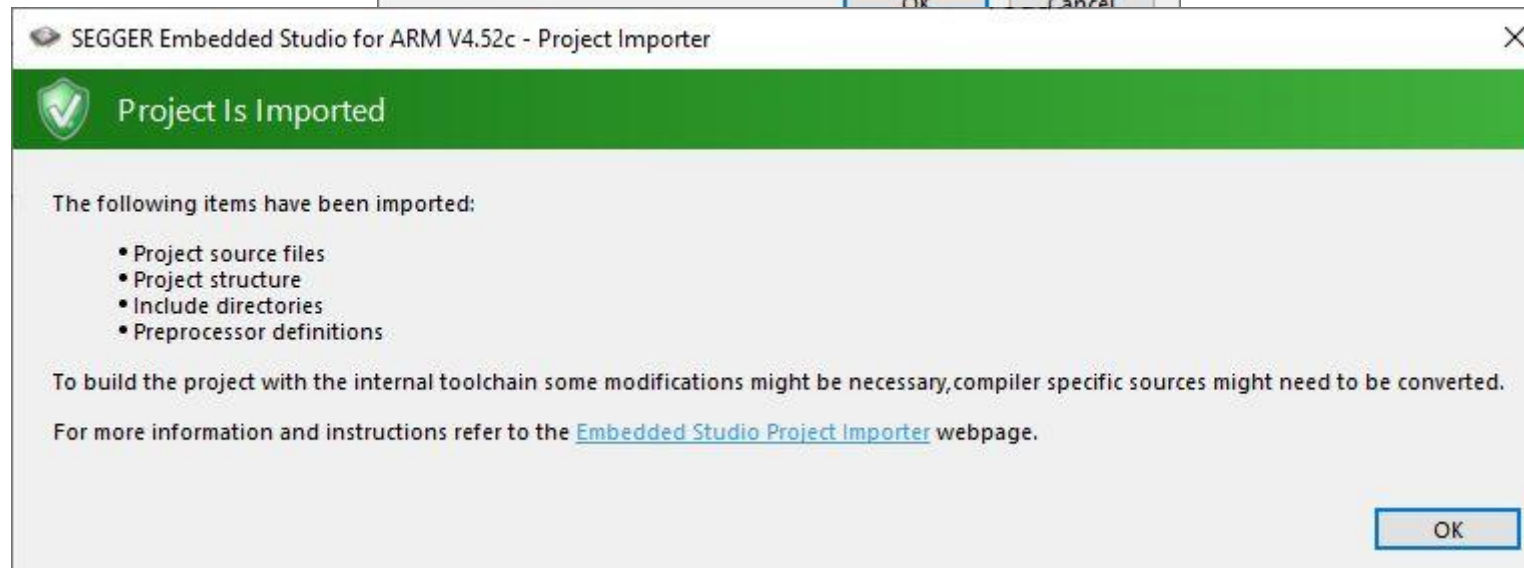 OK Cancel
SEGGER Embedded Studio for ARM V4.52c - Project Importer
Project Is Imported
The following items have been imported:
• Project source files
• Project structure
• Include directories
• Preprocessor definitions
To build the project with the internal toolchain some modifications might be necessary,compiler specific sources might need to be converted.
For more information and instructions refer to the Embedded Studio Project Importer webpage.
OK